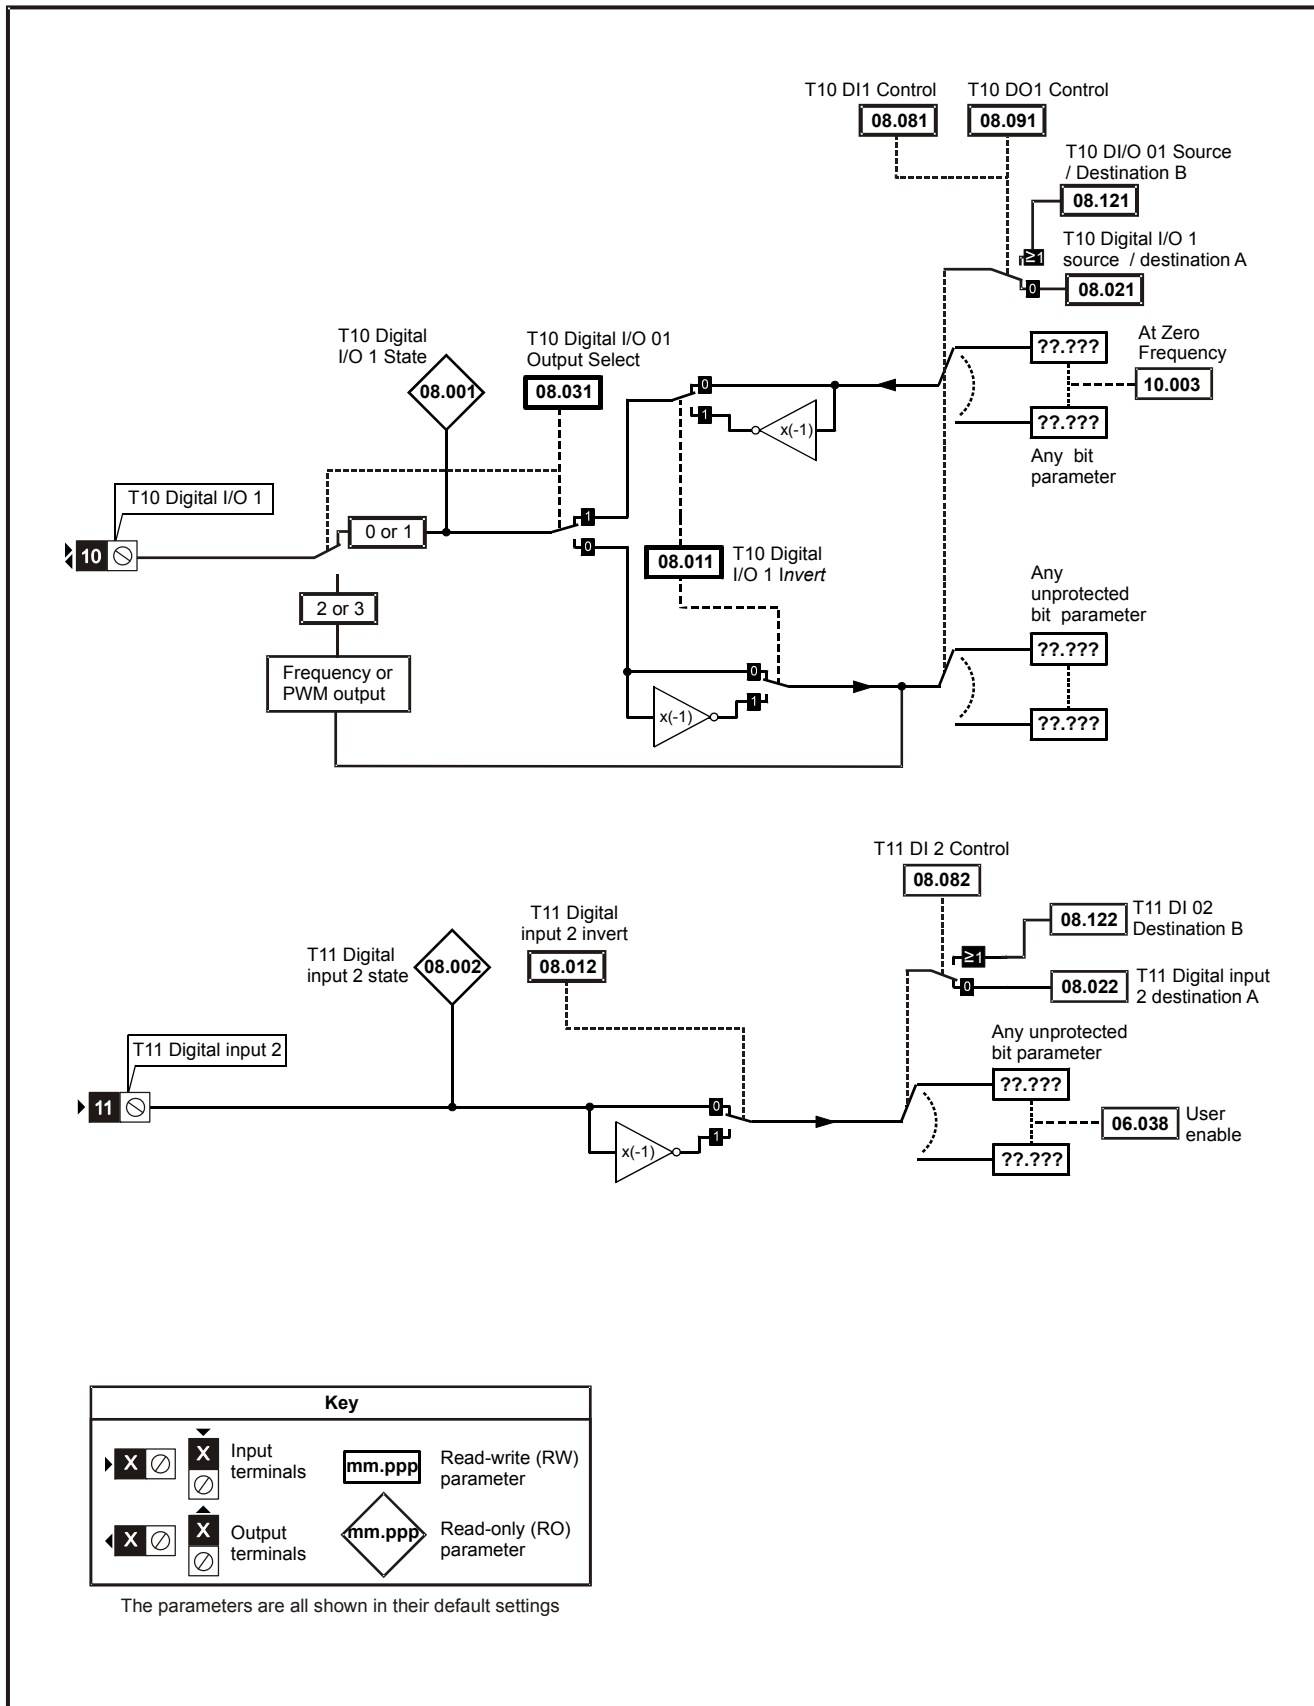 T10 DI1 Control
08.081
T10 DO1 Control
08.091
T10 DI/O 01 Source
/ Destination B
08.121
≥1
T10 Digital I/O 1
source / destination A
0
08.021
T10 Digital
I/O 1 State
08.001
T10 Digital I/O 01
Output Select
08.031
0
1
x(-1)
??.???
At Zero
Frequency
10.003
??.???
Any bit
parameter
T10 Digital I/O 1
10
0 or 1
1
0
08.011
T10 Digital
I/O 1 Invert
2 or 3
Frequency or
PWM output
0
1
x(-1)
Any
unprotected
bit parameter
??.???
??.???
T11 DI 2 Control
08.082
≥1
0
08.122
T11 DI 02
Destination B
08.022
T11 Digital input
2 destination A
T11 Digital
input 2 state
08.002
T11 Digital
input 2 invert
08.012
T11 Digital input 2
11
0
1
x(-1)
Any unprotected
bit parameter
??.???
??.???
06.038
User
enable
Key
X
X
Input
terminals
mm.ppp
Read-write (RW)
parameter
X
X
Output
terminals
mm.ppp
Read-only (RO)
parameter
The parameters are all shown in their default settings